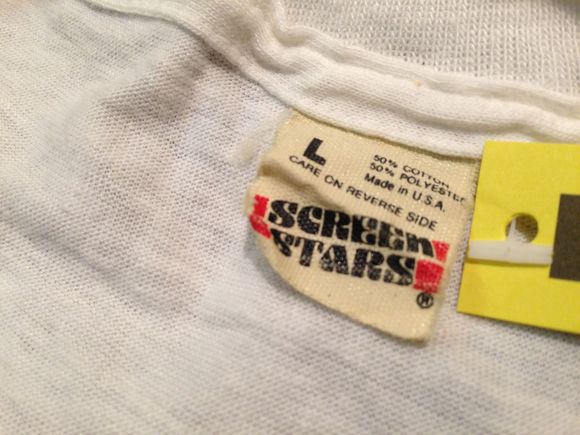 L
50% COTTON
50% POLYESTER
Made in U.S.A.
CARE ON REVERSE SIDE
SCREEN
STARS
®